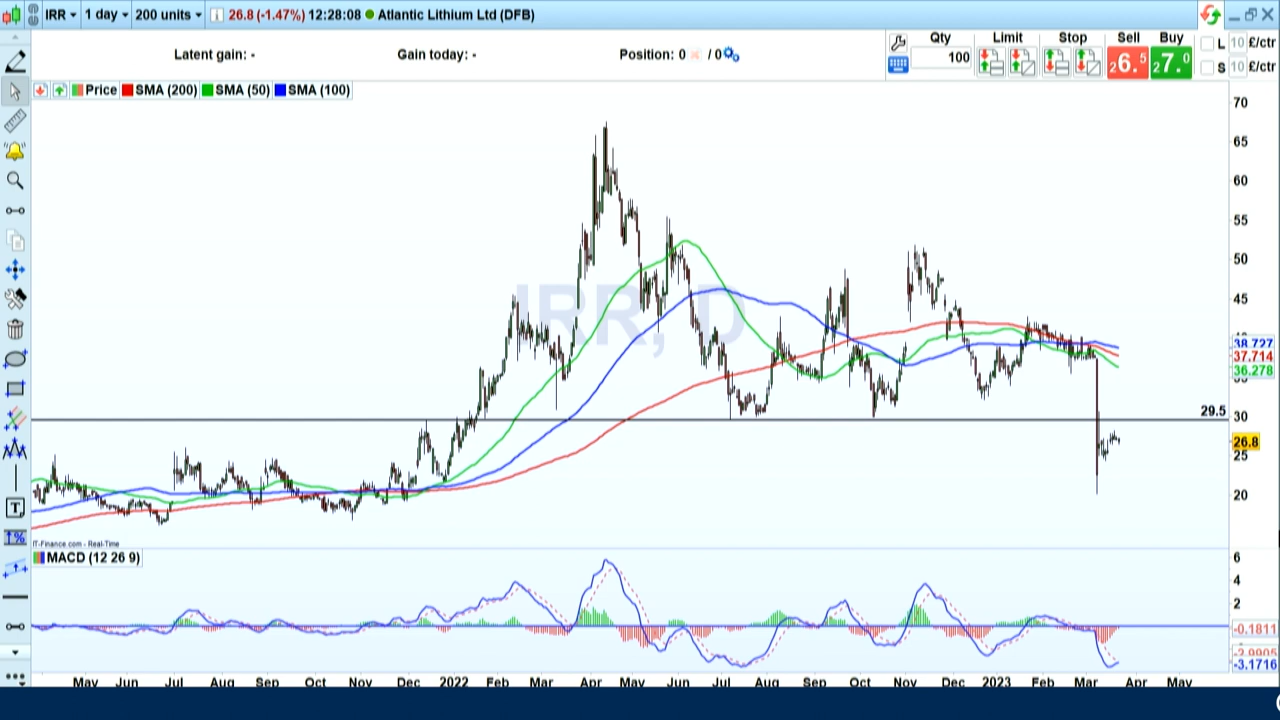 IRR 1 day 200 units 26.8 (-1.47%) 12:28:08 Atlantic Lithium Ltd (DFB)
Latent gain: - Gain today: - Position: 0 / 0
Qty Limit Stop Sell Buy
100 26.5 27.0
L 10 £/ctr
S 10 £/ctr
Price SMA (200) SMA (50) SMA (100)
IRR, D
70
65
60
55
50
45
38.727
37.714
36.278
30
29.5
26.8
25
20
IT-Finance.com - Real-Time
MACD (12 26 9)
6
4
2
-0.1811
-2.9905
-3.1716
May Jun Jul Aug Sep Oct Nov Dec 2022 Feb Mar Apr May Jun Jul Aug Sep Oct Nov Dec 2023 Feb Mar Apr May